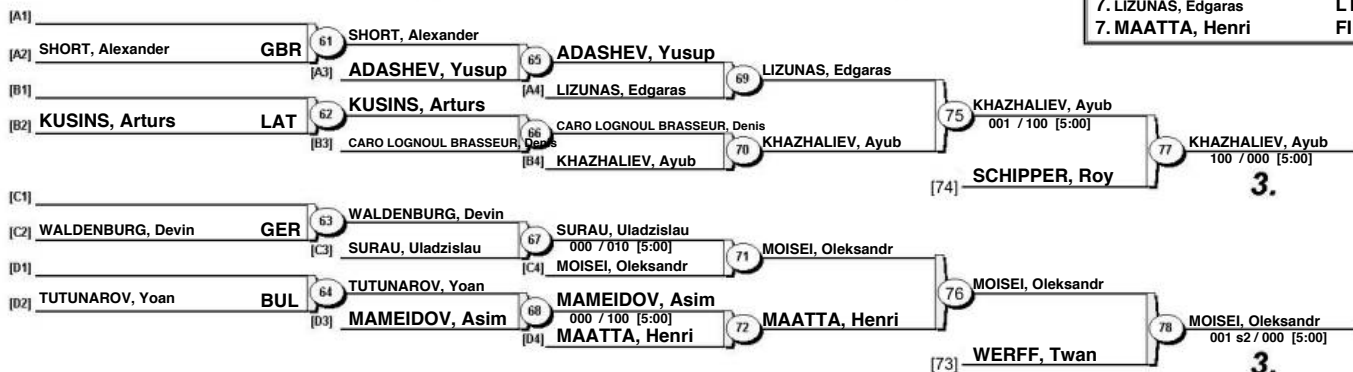 7. LIZUNAS, Edgaras
7. MAATTA, Henri
[A1]
[A2] SHORT, Alexander GBR
61 SHORT, Alexander
[A3] ADASHEV, Yusup
65 ADASHEV, Yusup
[A4] LIZUNAS, Edgaras
69 LIZUNAS, Edgaras
[B1]
[B2] KUSINS, Arturs LAT
62 KUSINS, Arturs
[B3] CARO LOGNOUL BRASSEUR, Denis
66 CARO LOGNOUL BRASSEUR, Denis
[B4] KHAZHALIEV, Ayub
70 KHAZHALIEV, Ayub
75 KHAZHALIEV, Ayub
001 / 100 [5:00]
[74] SCHIPPER, Roy
77 KHAZHALIEV, Ayub
100 / 000 [5:00]
3.
[C1]
[C2] WALDENBURG, Devin GER
63 WALDENBURG, Devin
[C3] SURAU, Uladzislau
67 SURAU, Uladzislau
000 / 010 [5:00]
[C4] MOISEI, Oleksandr
71 MOISEI, Oleksandr
[D1]
[D2] TUTUNAROV, Yoan BUL
64 TUTUNAROV, Yoan
[D3] MAMEIDOV, Asim
68 MAMEIDOV, Asim
000 / 100 [5:00]
[D4] MAATTA, Henri
72 MAATTA, Henri
76 MOISEI, Oleksandr
[73] WERFF, Twan
78 MOISEI, Oleksandr
001 s2 / 000 [5:00]
3.